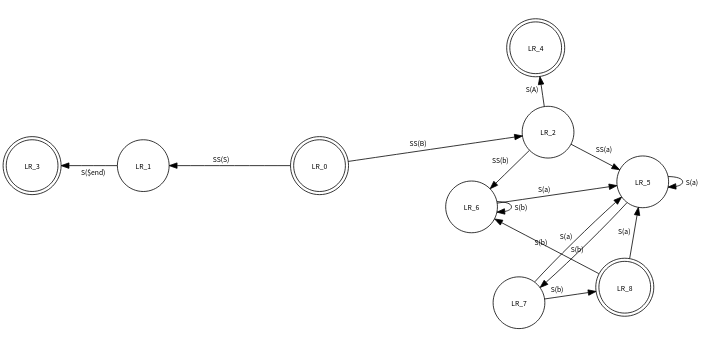 LR_4
S(A)
LR_2
SS(B)
SS(a)
SS(b)
SS(S)
LR_3
LR_1
LR_0
S($end)
LR_5
S(a)
S(a)
LR_6
S(b)
S(a)
S(a)
S(b)
S(b)
LR_8
S(b)
LR_7